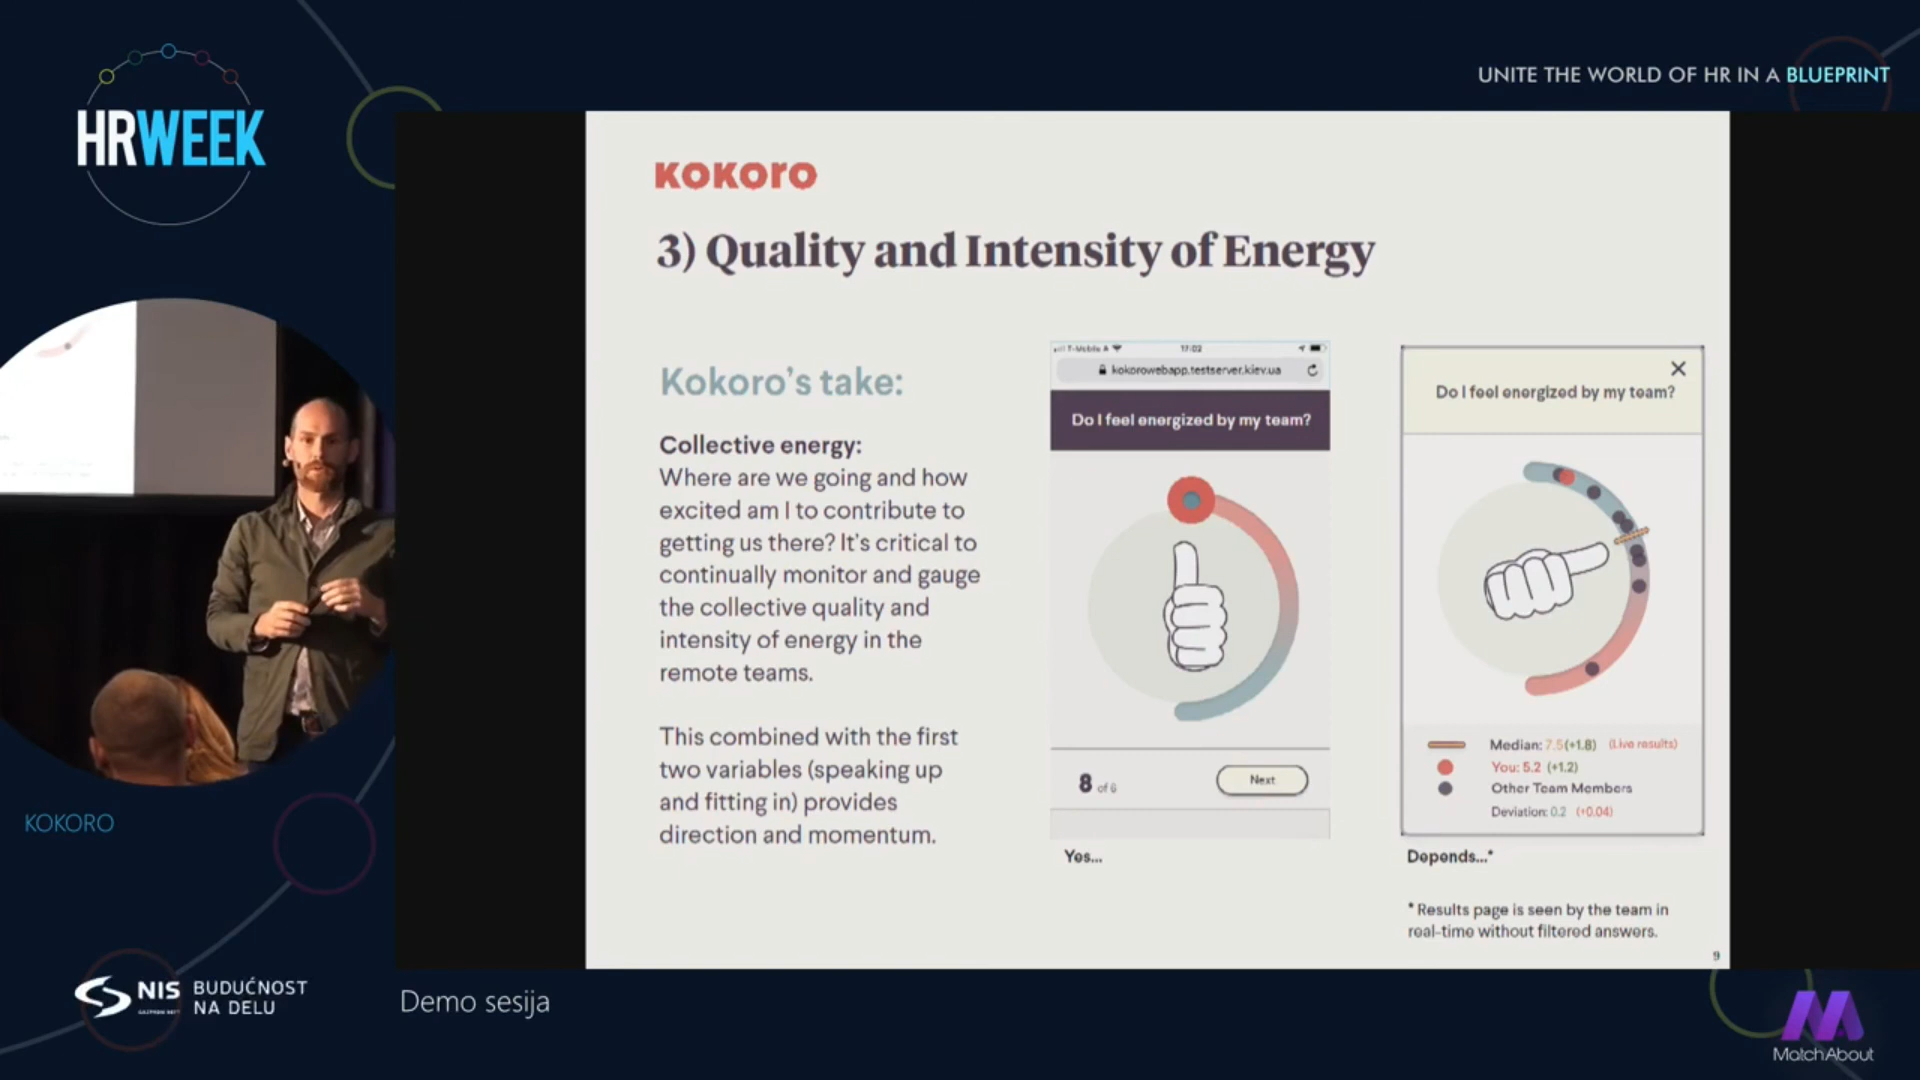 HRWEEK
UNITE THE WORLD OF HR IN A BLUEPRINT
KOKORO
3) Quality and Intensity of Energy
Kokoro's take:
Collective energy:
Where are we going and how
excited am I to contribute to
getting us there? It's critical to
continually monitor and gauge
the collective quality and
intensity of energy in the
remote teams.
This combined with the first
two variables (speaking up
and fitting in) provides
direction and momentum.
T-Mobile A 17:02
kokorowebapp.testserver.kiev.ua
Do I feel energized by my team?
8 of 8
Next
Yes...
Do I feel energized by my team?
Median: 7.5 (+1.8) (Live results)
You: 5.2 (+1.2)
Other Team Members
Deviation: 0.2 (+0.04)
Depends...*
* Results page is seen by the team in
real-time without filtered answers.
9
KOKORO
NIS
GAZPROM NEFT
BUDUĆNOST
NA DELU
Demo sesija
MatchAbout